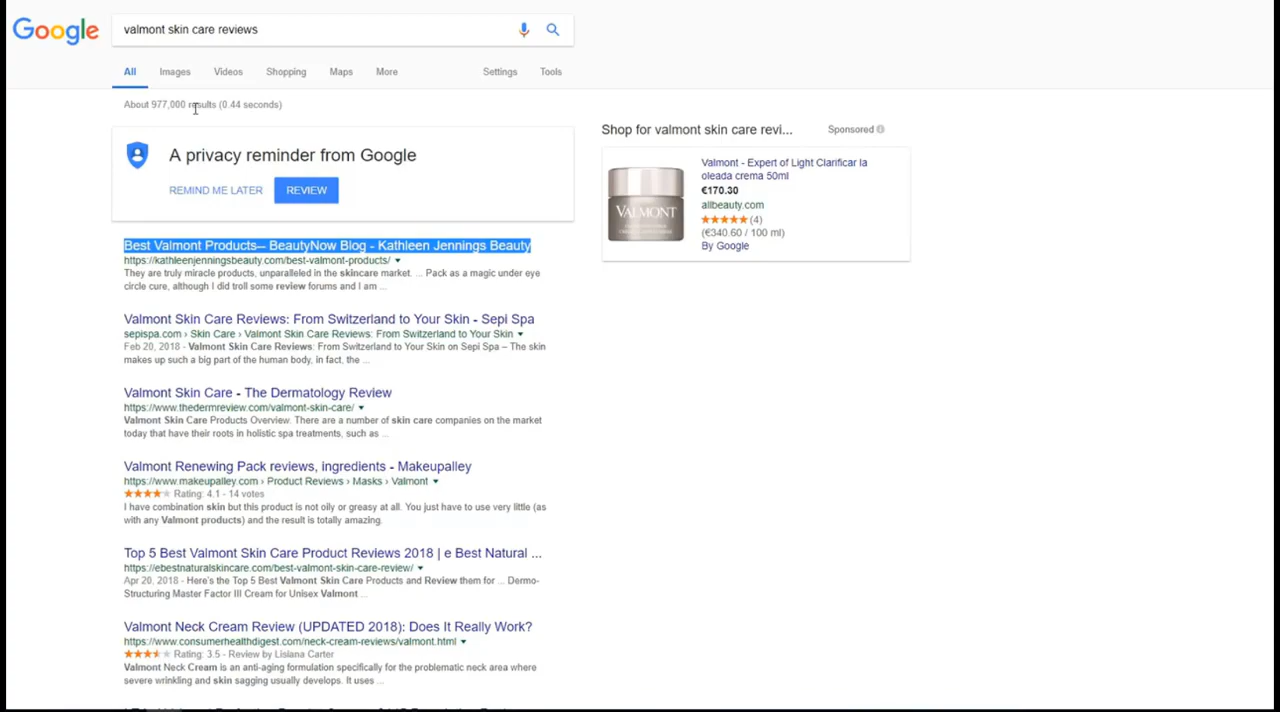 Google
valmont skin care reviews
All Images Videos Shopping Maps More Settings Tools
About 977,000 results (0.44 seconds)
A privacy reminder from Google
REMIND ME LATER REVIEW
Best Valmont Products-- BeautyNow Blog - Kathleen Jennings Beauty
https://kathleenjenningsbeauty.com/best-valmont-products/
They are truly miracle products, unparalleled in the skincare market. ... Pack as a magic under eye
circle cure, although I did troll some review forums and I am ...
Valmont Skin Care Reviews: From Switzerland to Your Skin - Sepi Spa
sepispa.com › Skin Care › Valmont Skin Care Reviews: From Switzerland to Your Skin
Feb 20, 2018 - Valmont Skin Care Reviews: From Switzerland to Your Skin on Sepi Spa – The skin
makes up such a big part of the human body, in fact, the ...
Valmont Skin Care - The Dermatology Review
https://www.thedermreview.com/valmont-skin-care/
Valmont Skin Care Products Overview. There are a number of skin care companies on the market
today that have their roots in holistic spa treatments, such as ...
Valmont Renewing Pack reviews, ingredients - Makeupalley
https://www.makeupalley.com › Product Reviews › Masks › Valmont
Rating: 4.1 - 14 votes
I have combination skin but this product is not oily or greasy at all. You just have to use very little (as
with any Valmont products) and the result is totally amazing.
Top 5 Best Valmont Skin Care Product Reviews 2018 | e Best Natural ...
https://ebestnaturalskincare.com/best-valmont-skin-care-review/
Apr 20, 2018 - Here's the Top 5 Best Valmont Skin Care Products and Review them for ... Dermo-
Structuring Master Factor III Cream for Unisex Valmont ...
Valmont Neck Cream Review (UPDATED 2018): Does It Really Work?
https://www.consumerhealthdigest.com/neck-cream-reviews/valmont.html
Rating: 3.5 - Review by Lisiana Carter
Valmont Neck Cream is an anti-aging formulation specifically for the problematic neck area where
severe wrinkling and skin sagging usually develops. It uses ...
Shop for valmont skin care revi... Sponsored
VALMONT
Valmont - Expert of Light Clarificar la
oleada crema 50ml
€170.30
allbeauty.com
(4)
(€340.60 / 100 ml)
By Google